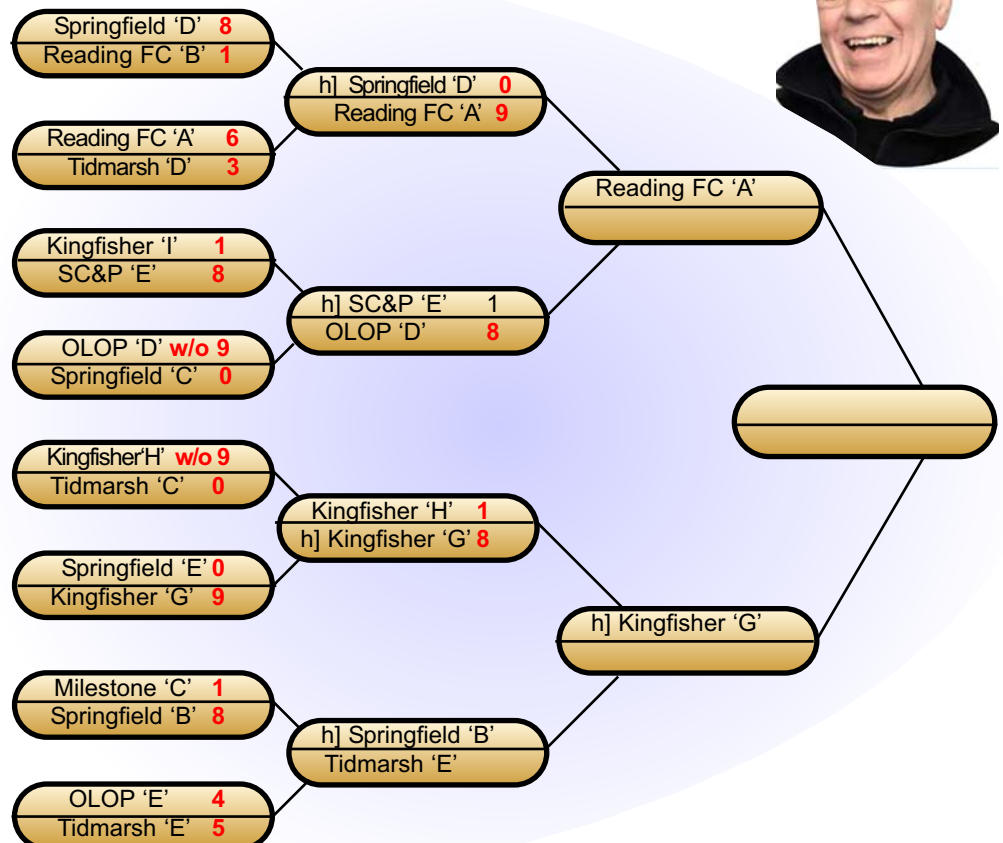 Springfield ‘D’ 8
Reading FC ‘B’ 1
Reading FC ‘A’ 6
Tidmarsh ‘D’ 3
Kingfisher ‘I’ 1
SC&P ‘E’ 8
OLOP ‘D’ w/o 9
Springfield ‘C’ 0
Kingfisher‘H’ w/o 9
Tidmarsh ‘C’ 0
Springfield ‘E’ 0
Kingfisher ‘G’ 9
Milestone ‘C’ 1
Springfield ‘B’ 8
OLOP ‘E’ 4
Tidmarsh ‘E’ 5
h] Springfield ‘D’ 0
Reading FC ‘A’ 9
h] SC&P ‘E’ 1
OLOP ‘D’ 8
Kingfisher ‘H’ 1
h] Kingfisher ‘G’ 8
h] Springfield ‘B’
Tidmarsh ‘E’
Reading FC ‘A’
h] Kingfisher ‘G’